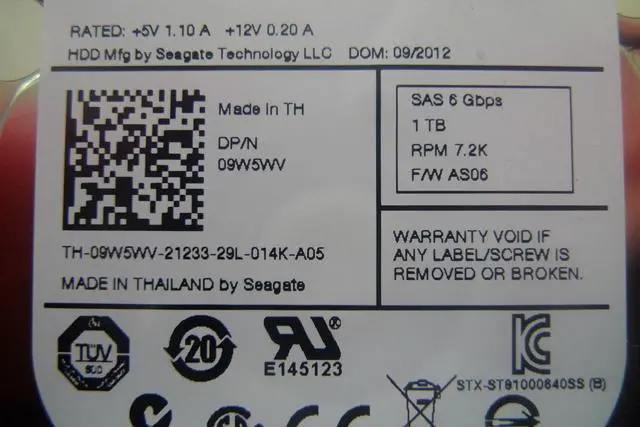 RATED: +5V 1.10 A +12V 0.20 A
HDD Mfg by Seagate Technology LLC DOM: 09/2012
Made in TH
DP/N
09W5WV
SAS 6 Gbps
1 TB
RPM 7.2K
F/W AS06
TH-09W5WV-21233-29L-014K-A05
MADE IN THAILAND by Seagate
WARRANTY VOID IF
ANY LABEL/SCREW IS
REMOVED OR BROKEN.
TÜV
20
E145123
STX-ST91000640SS (B)